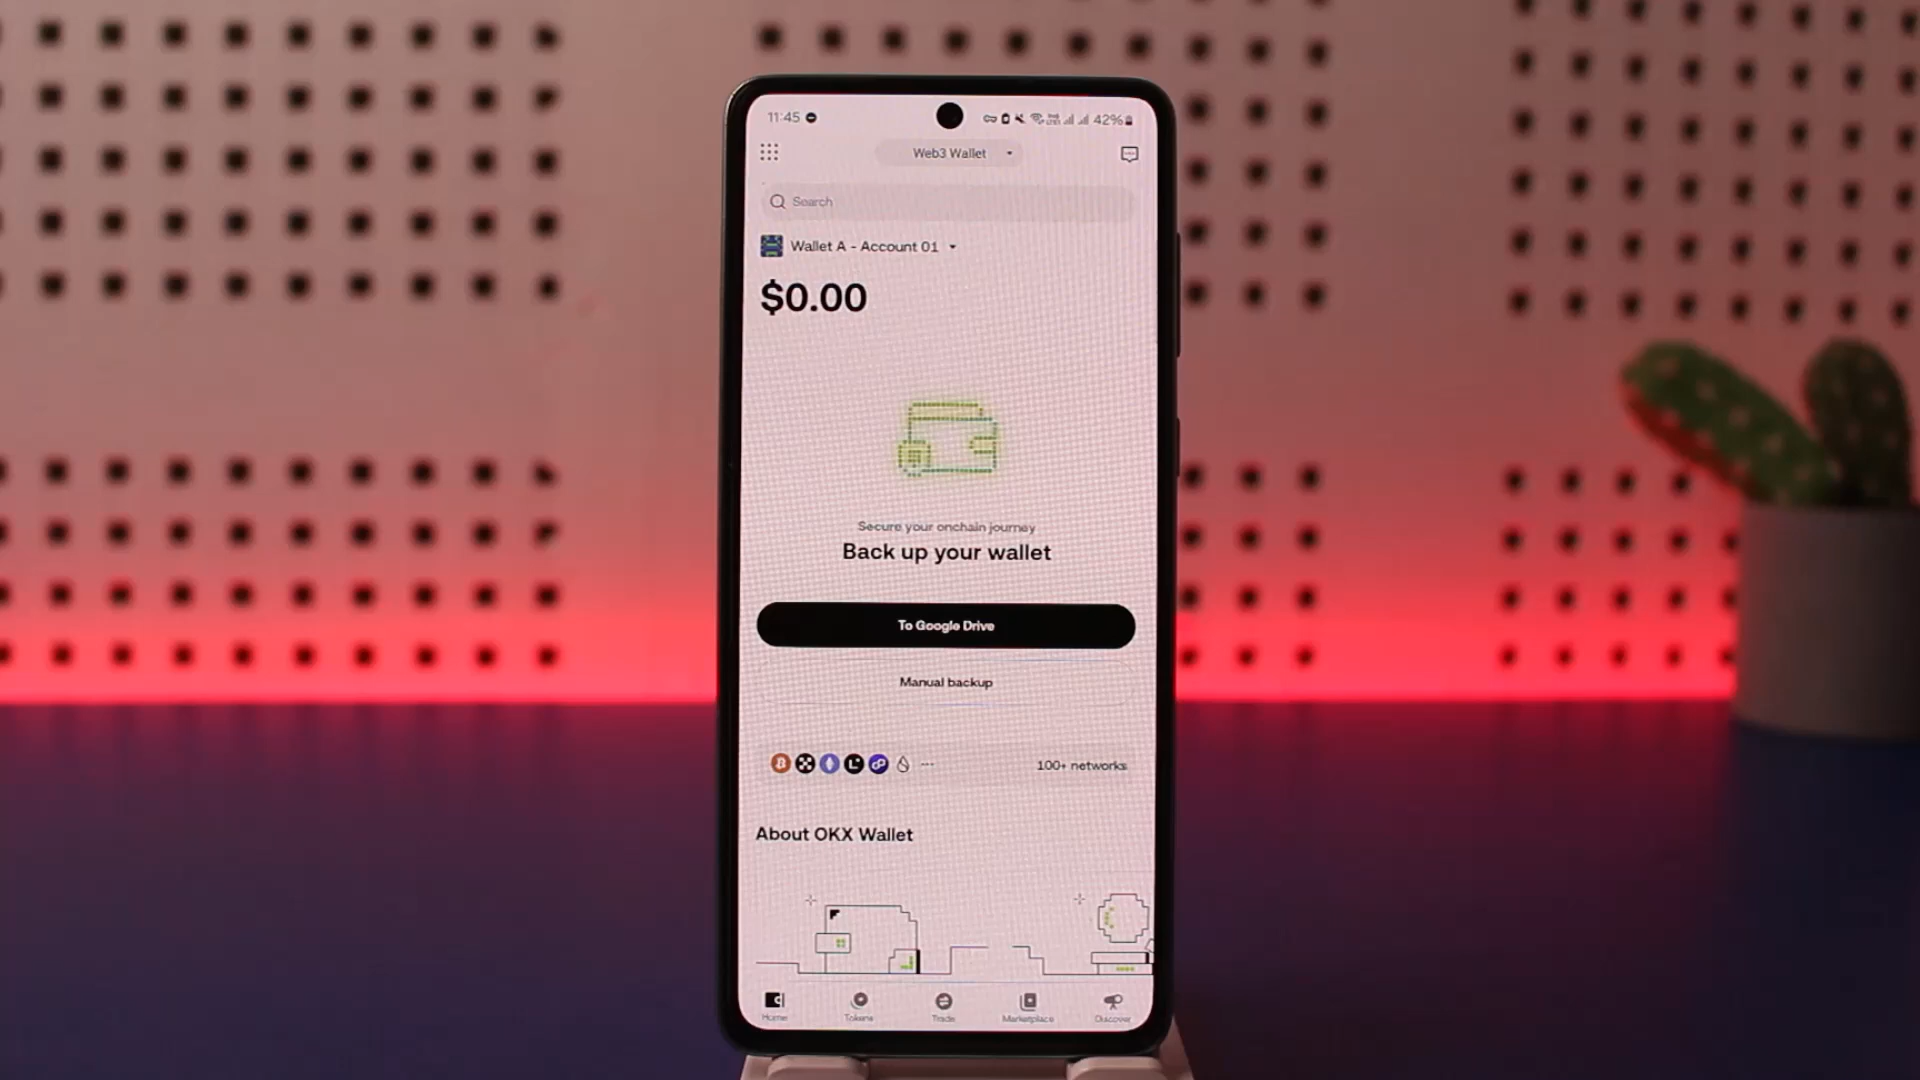 11:45
42%
Web3 Wallet
Search
Wallet A - Account 01
$0.00
Secure your onchain journey
Back up your wallet
To Google Drive
Manual backup
100+ networks
About OKX Wallet
Home Tokens Trade Marketplace Discover